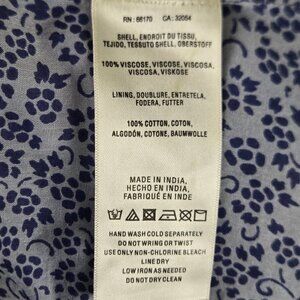 RN : 66170 CA : 32054
SHELL, ENDROIT DU TISSU,
TEJIDO, TESSUTO SHELL, OBERSTOFF
100% VISCOSE, VISCOSE, VISCOSA,
VISCOSA, VISKOSE
LINING, DOUBLURE, ENTRETELA,
FODERA, FUTTER
100% COTTON, COTON,
ALGODÓN, COTONE, BAUMWOLLE
MADE IN INDIA,
HECHO EN INDIA,
FABRIQUÉ EN INDE
HAND WASH COLD SEPARATELY
DO NOT WRING OR TWIST
USE ONLY NON-CHLORINE BLEACH
LINE DRY
LOW IRON AS NEEDED
DO NOT DRY CLEAN